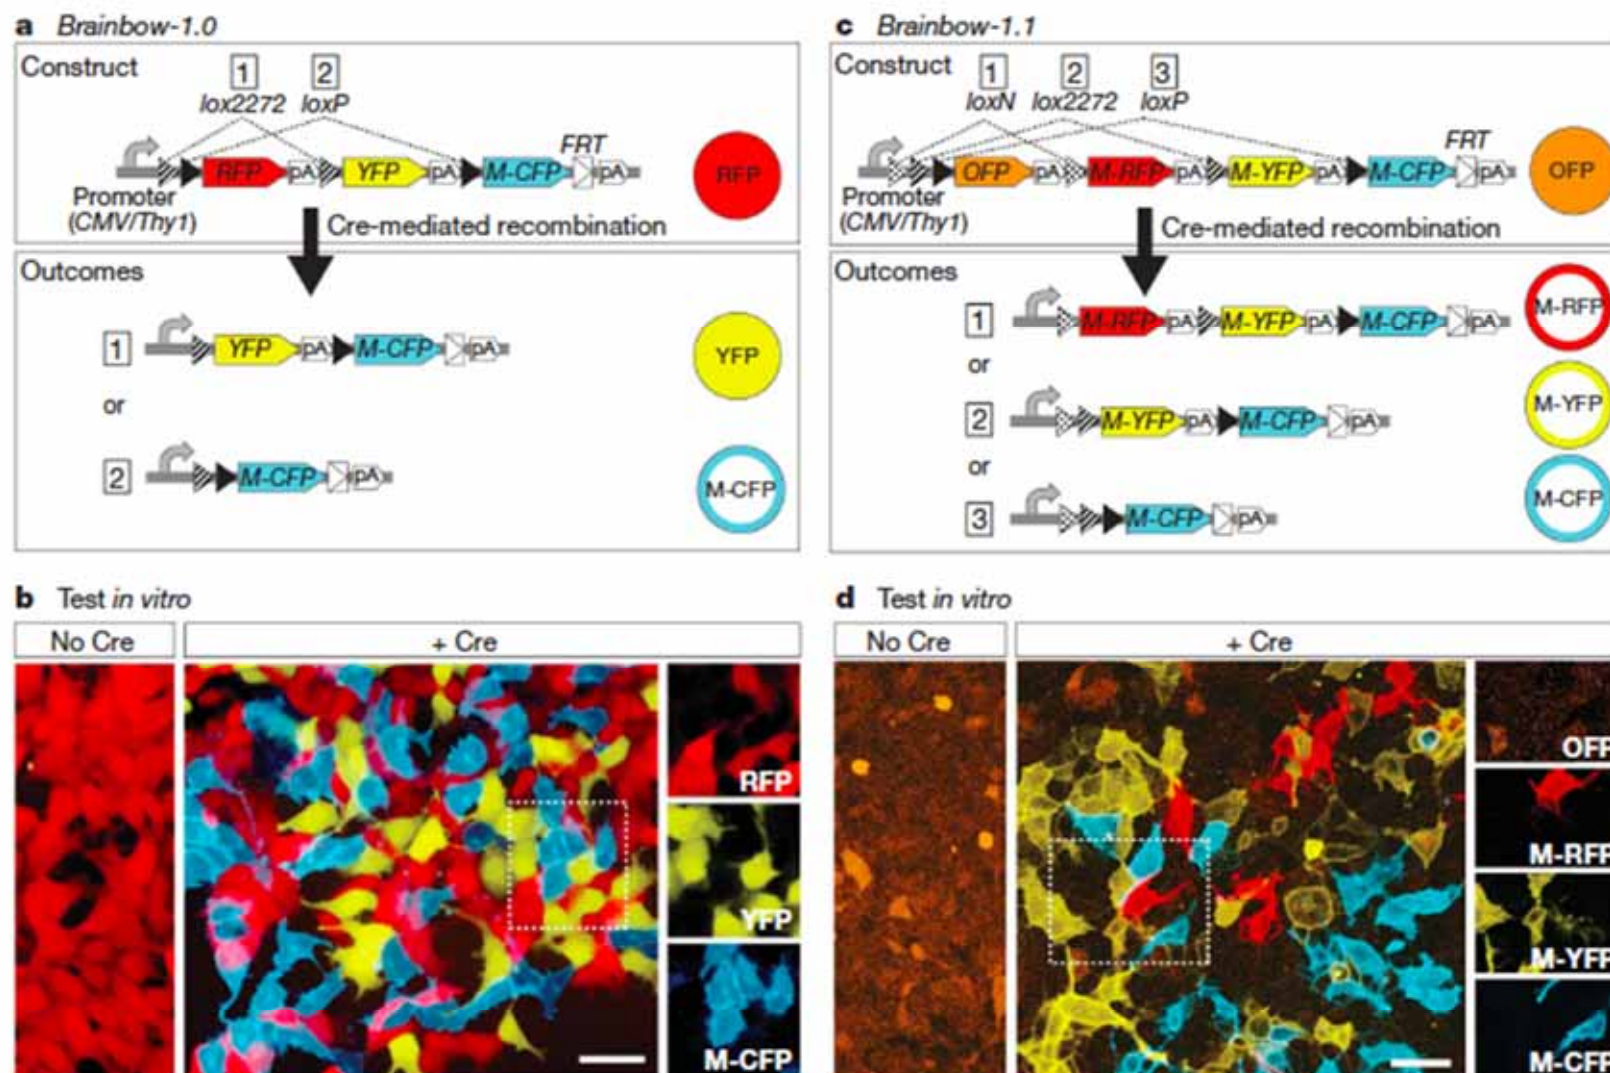 a Brainbow-1.0
Construct
1 2
lox2272 loxP
FRT
RFP pA YFP pA M-CFP pA
RFP
Promoter
(CMV/Thy1)
Cre-mediated recombination
Outcomes
1 YFP pA M-CFP pA
YFP
or
2 M-CFP pA
M-CFP
c Brainbow-1.1
Construct
1 2 3
loxN lox2272 loxP
FRT
OFP pA M-RFP pA M-YFP pA M-CFP pA
OFP
Promoter
(CMV/Thy1)
Cre-mediated recombination
Outcomes
1 M-RFP pA M-YFP pA M-CFP pA
M-RFP
or
2 M-YFP pA M-CFP pA
M-YFP
or
3 M-CFP pA
M-CFP
b Test in vitro
No Cre + Cre
RFP
YFP
M-CFP
d Test in vitro
No Cre + Cre
OFP
M-RFP
M-YFP
M-CFP